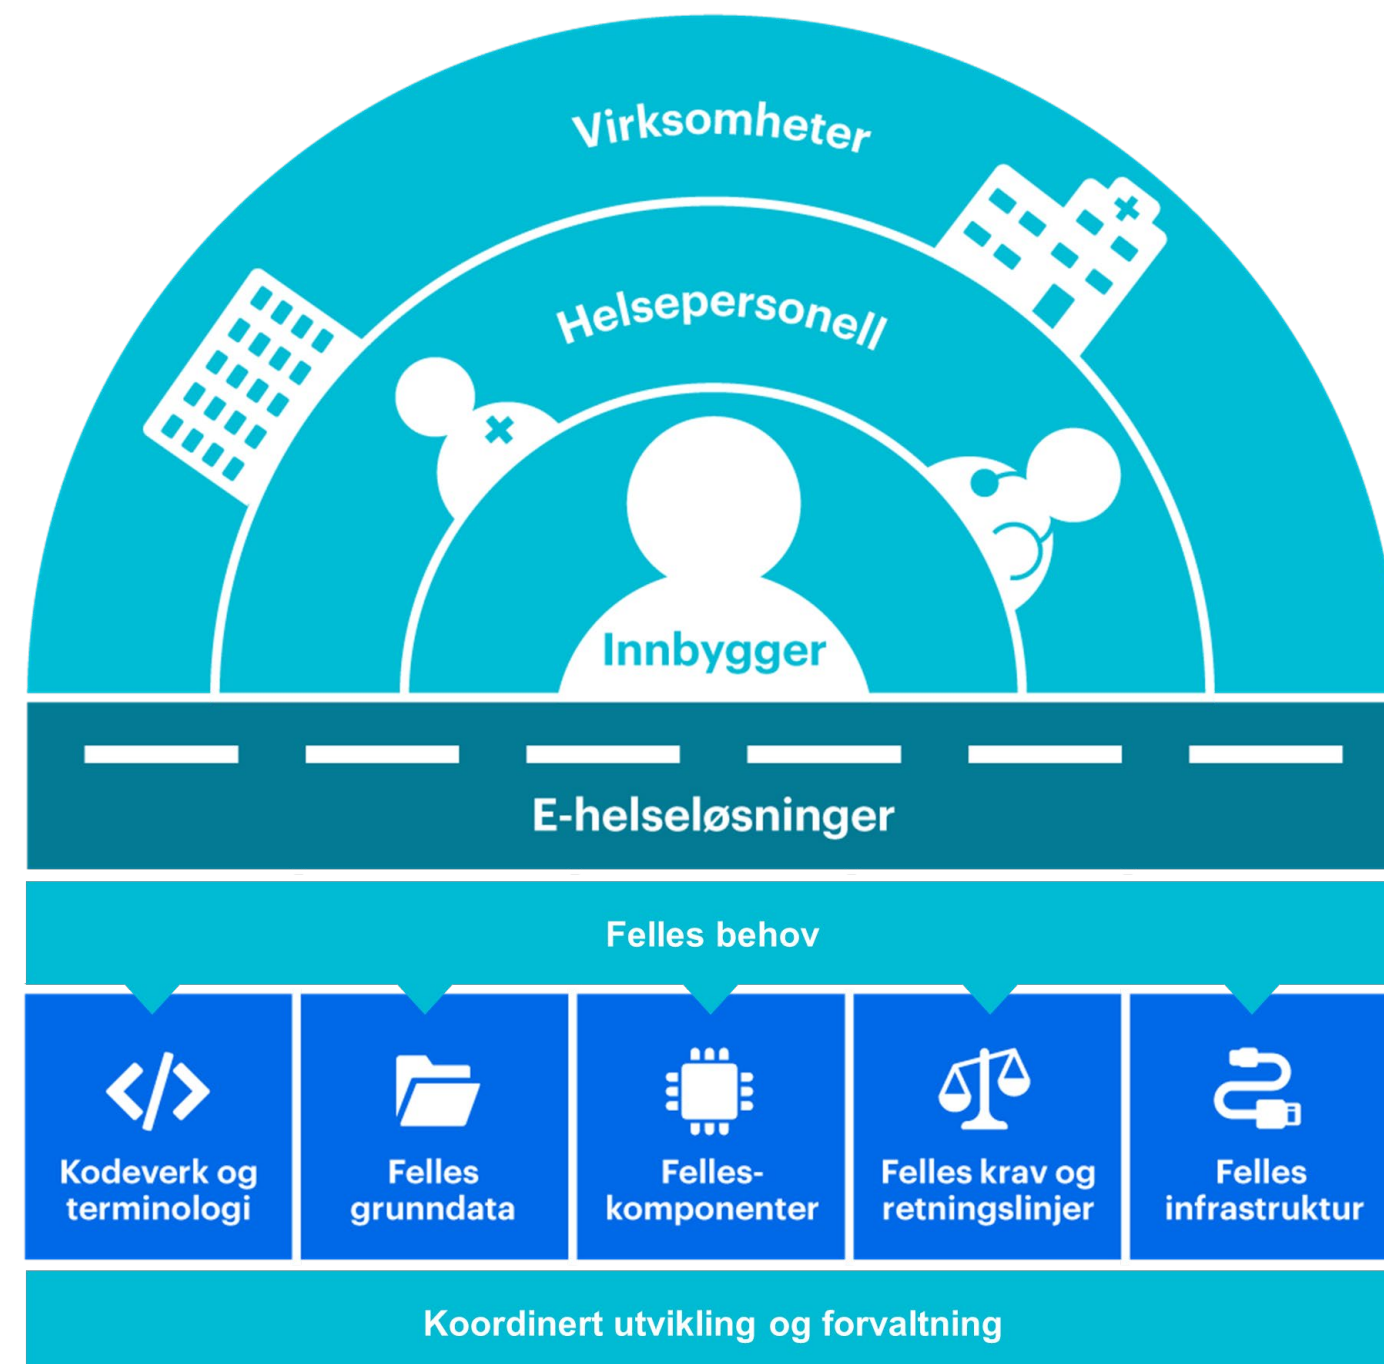 Virksomheter
Helsepersonell
Innbygger
E-helseløsninger
Felles behov
Kodeverk og
terminologi
Felles
grunndata
Felles-
komponenter
Felles krav og
retningslinjer
Felles
infrastruktur
Koordinert utvikling og forvaltning